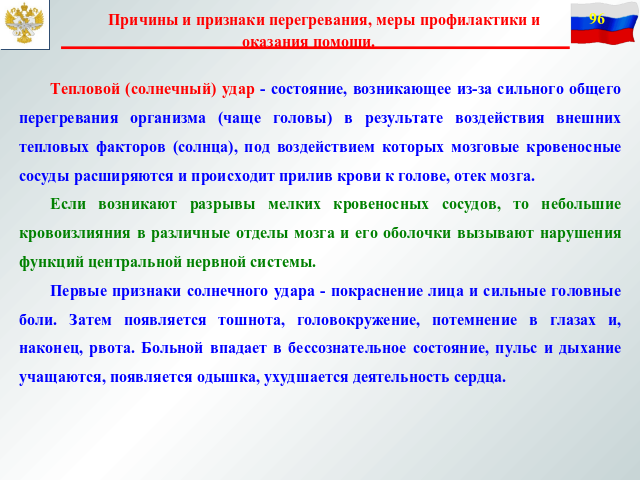 Причины и признаки перегревания, меры профилактики и
оказания помощи.
96
Тепловой (солнечный) удар - состояние, возникающее из-за сильного общего
перегревания организма (чаще головы) в результате воздействия внешних
тепловых факторов (солнца), под воздействием которых мозговые кровеносные
сосуды расширяются и происходит прилив крови к голове, отек мозга.
Если возникают разрывы мелких кровеносных сосудов, то небольшие
кровоизлияния в различные отделы мозга и его оболочки вызывают нарушения
функций центральной нервной системы.
Первые признаки солнечного удара - покраснение лица и сильные головные
боли. Затем появляется тошнота, головокружение, потемнение в глазах и,
наконец, рвота. Больной впадает в бессознательное состояние, пульс и дыхание
учащаются, появляется одышка, ухудшается деятельность сердца.